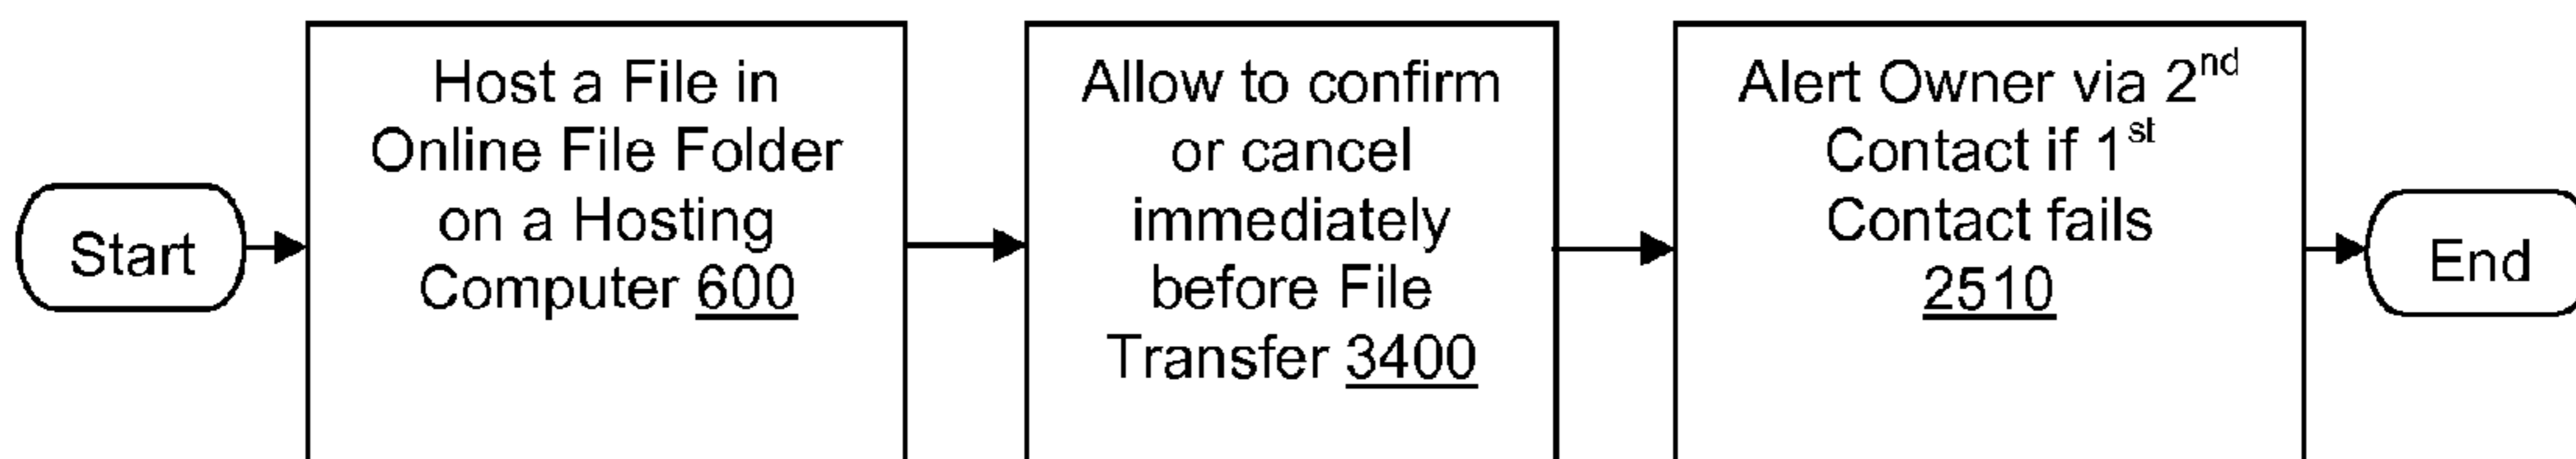 Start
Host a File in
Online File Folder
on a Hosting
Computer 600
Allow to confirm
or cancel
immediately
before File
Transfer 3400
Alert Owner via 2nd
Contact if 1st
Contact fails
2510
End